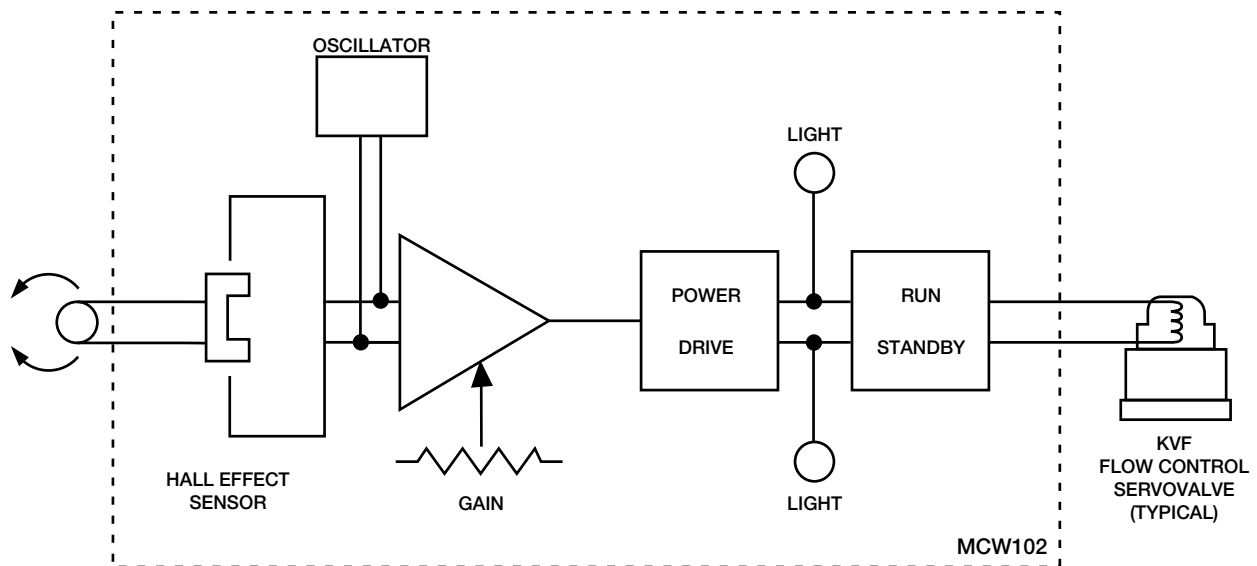 OSCILLATOR
LIGHT
POWER
DRIVE
RUN
STANDBY
HALL EFFECT
SENSOR
GAIN
LIGHT
KVF
FLOW CONTROL
SERVOVALVE
(TYPICAL)
MCW102